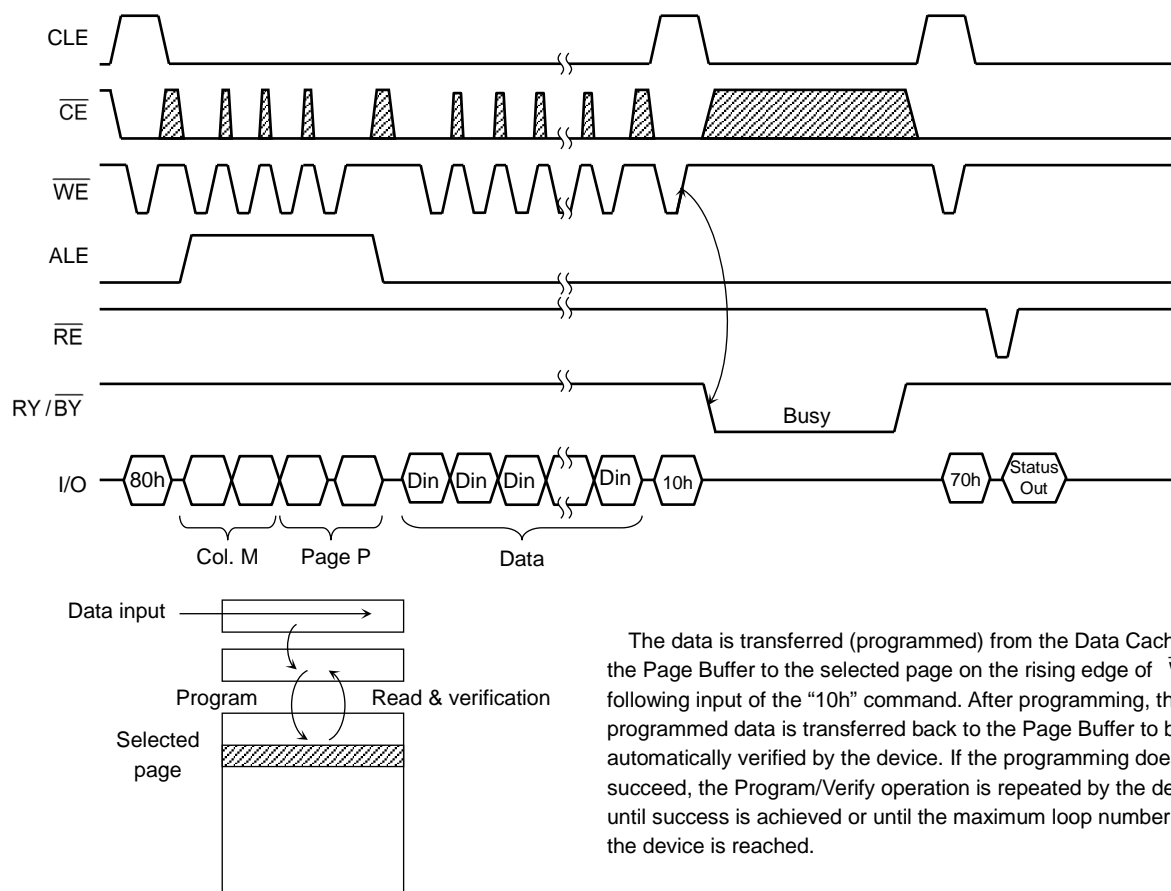 CLE
CE
WE
ALE
RE
RY / BY
Busy
I/O
80h
Din Din Din Din
10h
70h
Status
Out
Col. M Page P Data
Data input
Program Read & verification
Selected
page
The data is transferred (programmed) from the Data Cach
the Page Buffer to the selected page on the rising edge of
following input of the “10h” command. After programming, th
programmed data is transferred back to the Page Buffer to b
automatically verified by the device. If the programming doe
succeed, the Program/Verify operation is repeated by the de
until success is achieved or until the maximum loop number
the device is reached.